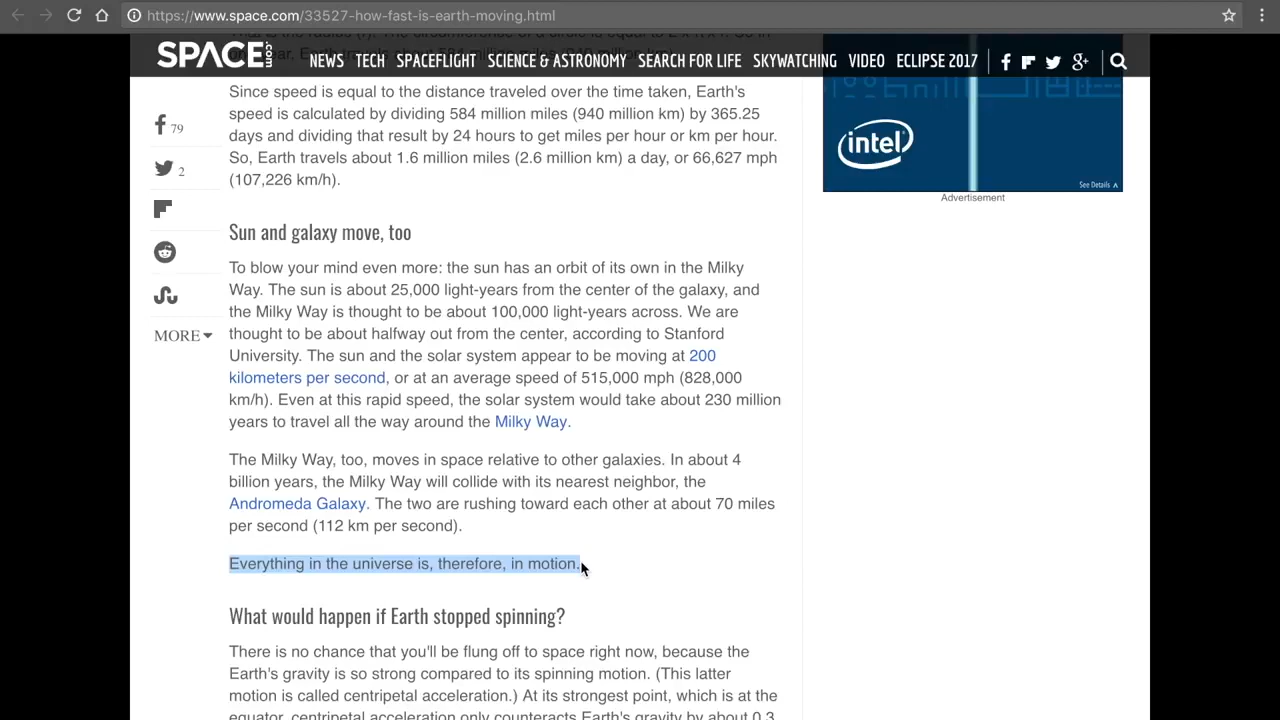 https://www.space.com/33527-how-fast-is-earth-moving.html
SPACE.com
NEWS TECH SPACEFLIGHT SCIENCE & ASTRONOMY SEARCH FOR LIFE SKYWATCHING VIDEO ECLIPSE 2017
Since speed is equal to the distance traveled over the time taken, Earth's
speed is calculated by dividing 584 million miles (940 million km) by 365.25
days and dividing that result by 24 hours to get miles per hour or km per hour.
So, Earth travels about 1.6 million miles (2.6 million km) a day, or 66,627 mph
(107,226 km/h).
79
2
MORE
intel
See Details
Advertisement
Sun and galaxy move, too
To blow your mind even more: the sun has an orbit of its own in the Milky
Way. The sun is about 25,000 light-years from the center of the galaxy, and
the Milky Way is thought to be about 100,000 light-years across. We are
thought to be about halfway out from the center, according to Stanford
University. The sun and the solar system appear to be moving at 200
kilometers per second, or at an average speed of 515,000 mph (828,000
km/h). Even at this rapid speed, the solar system would take about 230 million
years to travel all the way around the Milky Way.
The Milky Way, too, moves in space relative to other galaxies. In about 4
billion years, the Milky Way will collide with its nearest neighbor, the
Andromeda Galaxy. The two are rushing toward each other at about 70 miles
per second (112 km per second).
Everything in the universe is, therefore, in motion.
What would happen if Earth stopped spinning?
There is no chance that you'll be flung off to space right now, because the
Earth's gravity is so strong compared to its spinning motion. (This latter
motion is called centripetal acceleration.) At its strongest point, which is at the
equator, centripetal acceleration only counteracts Earth's gravity by about 0.3